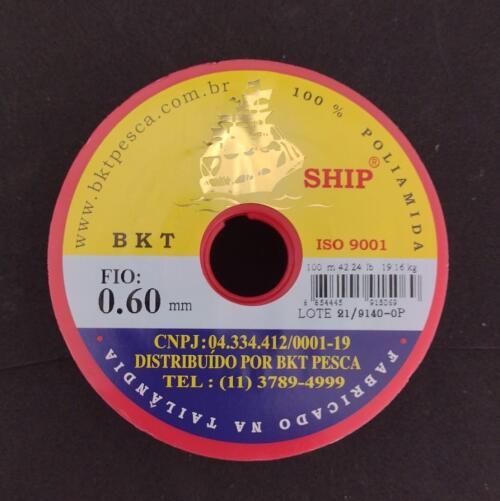 www.bktpesca.com.br
100 % POLIAMIDA
SHIP®
BKT
ISO 9001
FIO:
0.60 mm
100 m 42 24 lb 19 16 kg
LOTE 21/9140-0P
CNPJ: 04.334.412/0001-19
DISTRIBUÍDO POR BKT PESCA
TEL : (11) 3789-4999
• FABRICADO NA TAILÂNDIA •